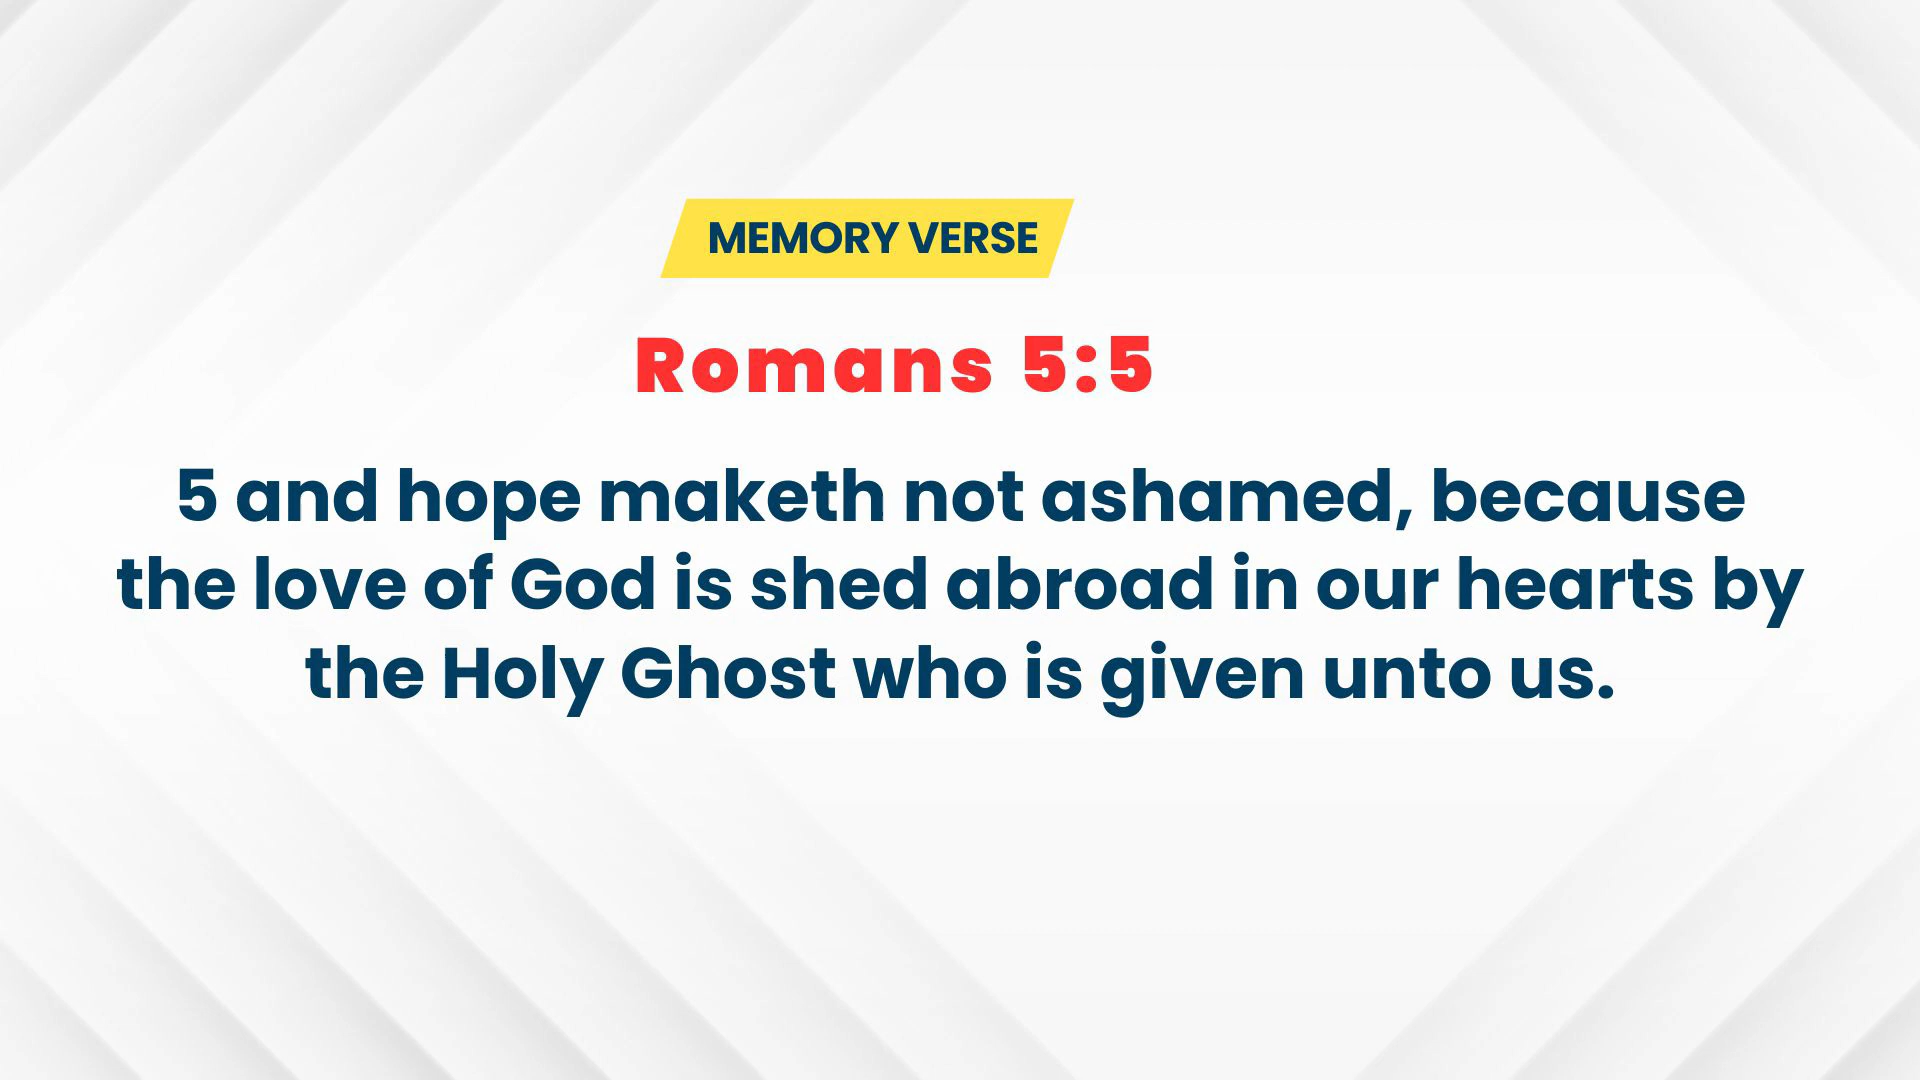 MEMORY VERSE
Romans 5:5
5 and hope maketh not ashamed, because
the love of God is shed abroad in our hearts by
the Holy Ghost who is given unto us.